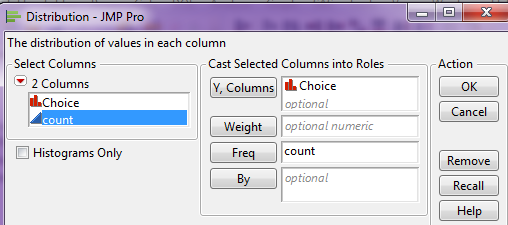 Distribution - JMP Pro
The distribution of values in each column
Select Columns
2 Columns
Choice
count
Histograms Only
Cast Selected Columns into Roles
Y, Columns
Choice
optional
Weight
optional numeric
Freq
count
By
optional
Action
OK
Cancel
Remove
Recall
Help